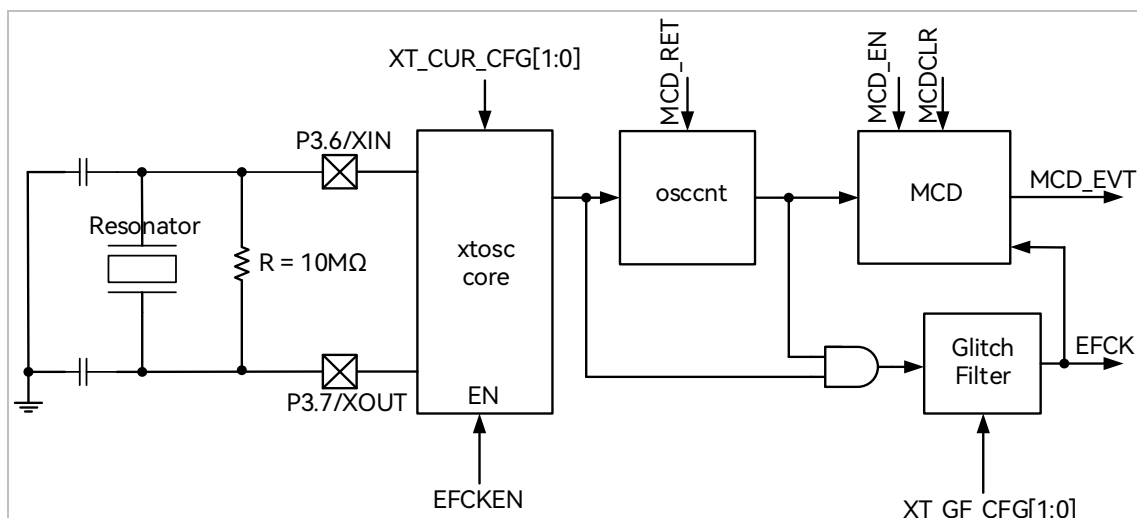 XT_CUR_CFG[1:0]
MCD_RET
MCD_EN
MCDCLR
P3.6/XIN
Resonator
R = 10MΩ
xtosc
core
osccnt
MCD
MCD_EVT
P3.7/XOUT
EN
Glitch
Filter
EFCK
EFCKEN
XT_GF_CFG[1:0]